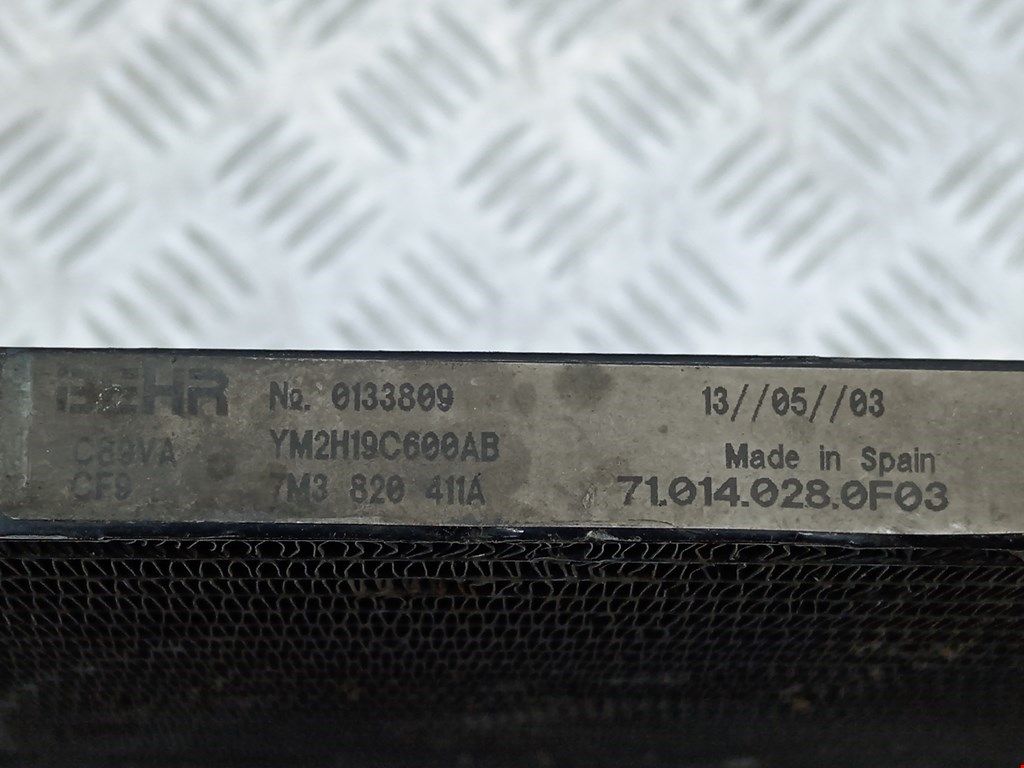 BEHR No. 0133809 13//05//03
C89VA YM2H19C600AB Made in Spain
CF9 7M3 820 411A 71.014.028.0F03